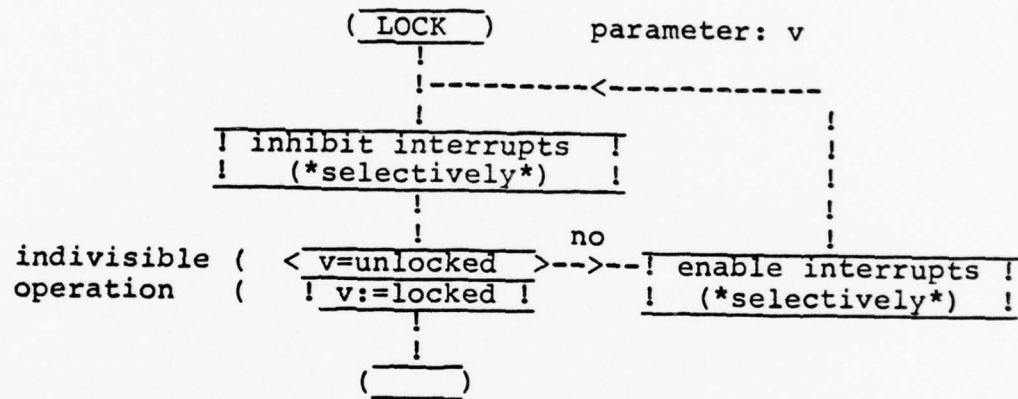 ( LOCK ) parameter: v
! inhibit interrupts !
! (*selectively*) !
no
indivisible ( < v=unlocked >-->--! enable interrupts !
operation ( ! v:=locked ! ! (*selectively*) !